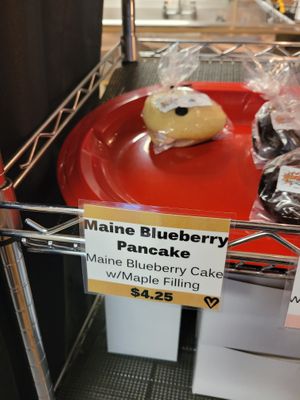 Maine Blueberry
Pancake
Maine Blueberry Cake
w/Maple Filling
$4.25